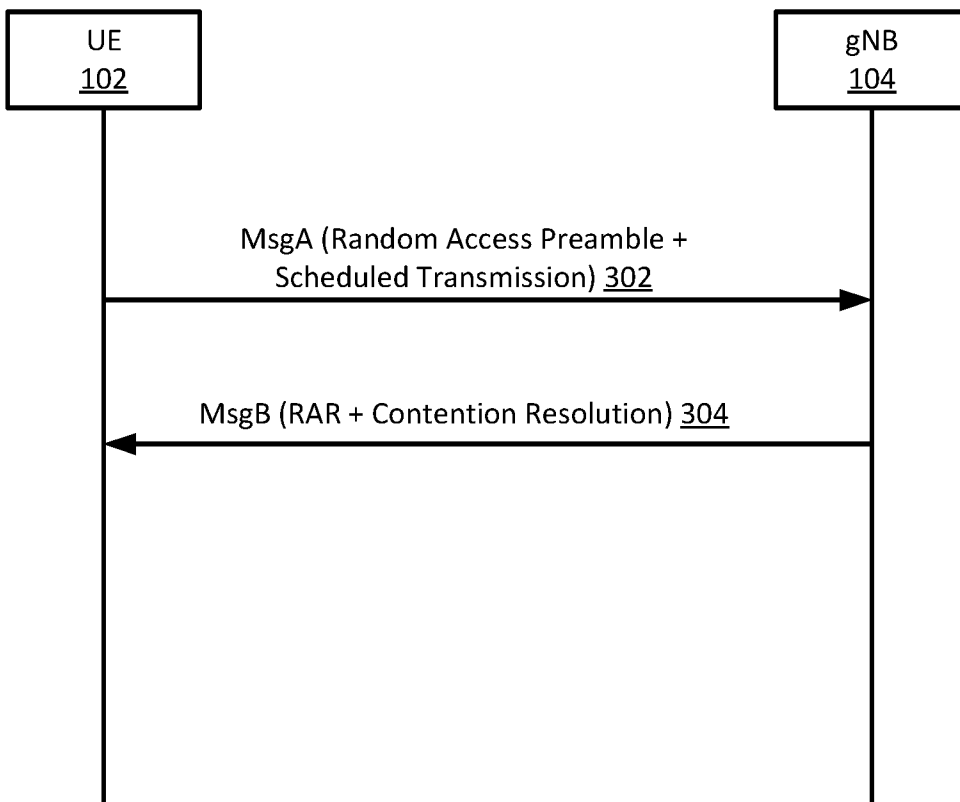 UE
102
gNB
104
MsgA (Random Access Preamble +
Scheduled Transmission) 302
MsgB (RAR + Contention Resolution) 304